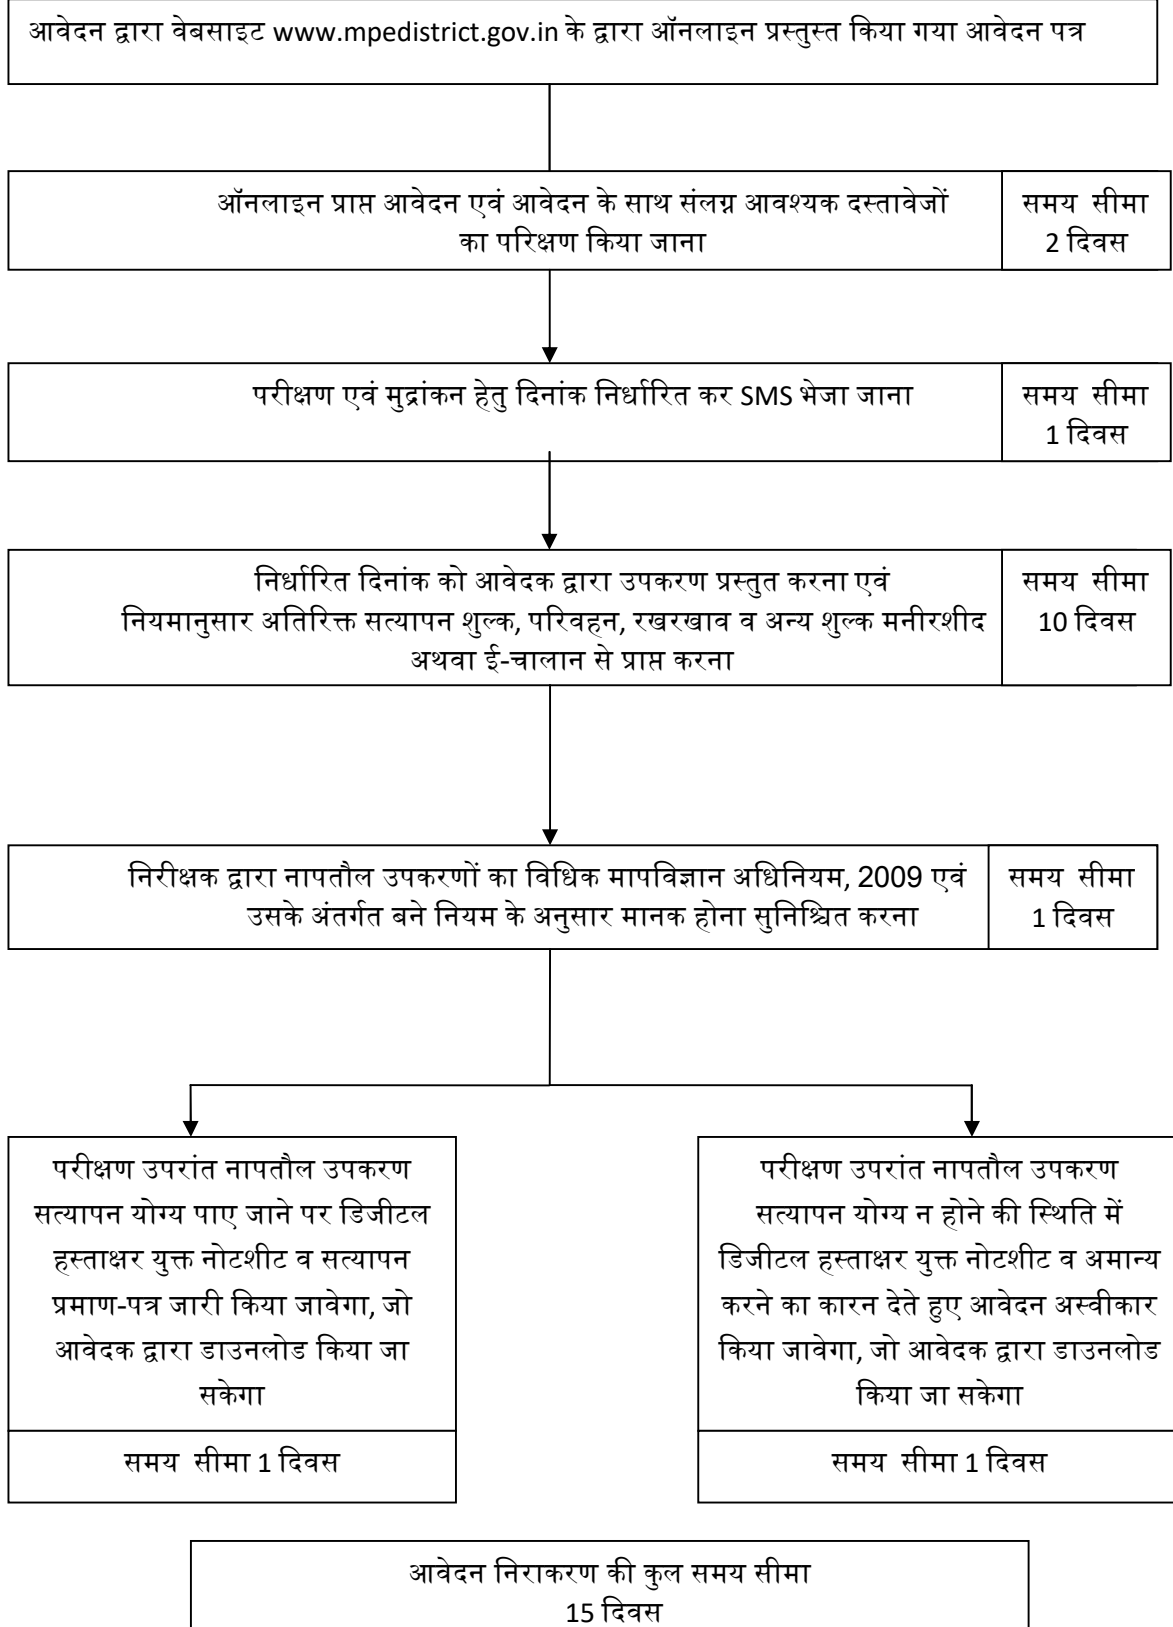 आवेदन द्वारा वेबसाइट www.mpedistrict.gov.in के द्वारा ऑनलाइन प्रस्तुस्त किया गया आवेदन पत्र
ऑनलाइन प्राप्त आवेदन एवं आवेदन के साथ संलग्न आवश्यक दस्तावेजों
का परिक्षण किया जाना
समय सीमा
2 दिवस
परीक्षण एवं मुद्रांकन हेतु दिनांक निर्धारित कर SMS भेजा जाना
समय सीमा
1 दिवस
निर्धारित दिनांक को आवेदक द्वारा उपकरण प्रस्तुत करना एवं
नियमानुसार अतिरिक्त सत्यापन शुल्क, परिवहन, रखरखाव व अन्य शुल्क मनीरशीद
अथवा ई-चालान से प्राप्त करना
समय सीमा
10 दिवस
निरीक्षक द्वारा नापतौल उपकरणों का विधिक मापविज्ञान अधिनियम, 2009 एवं
उसके अंतर्गत बने नियम के अनुसार मानक होना सुनिश्चित करना
समय सीमा
1 दिवस
परीक्षण उपरांत नापतौल उपकरण
सत्यापन योग्य पाए जाने पर डिजीटल
हस्ताक्षर युक्त नोटशीट व सत्यापन
प्रमाण-पत्र जारी किया जावेगा, जो
आवेदक द्वारा डाउनलोड किया जा
सकेगा
समय सीमा 1 दिवस
परीक्षण उपरांत नापतौल उपकरण
सत्यापन योग्य न होने की स्थिति में
डिजीटल हस्ताक्षर युक्त नोटशीट व अमान्य
करने का कारन देते हुए आवेदन अस्वीकार
किया जावेगा, जो आवेदक द्वारा डाउनलोड
किया जा सकेगा
समय सीमा 1 दिवस
आवेदन निराकरण की कुल समय सीमा
15 दिवस